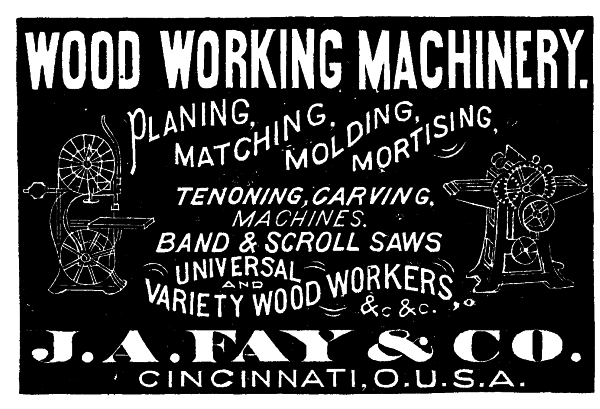 WOOD WORKING MACHINERY.
PLANING,
MATCHING,
MOLDING,
MORTISING,
TENONING, CARVING,
MACHINES.
BAND & SCROLL SAWS
UNIVERSAL
AND
VARIETY WOOD WORKERS,
&c &c.
J. A. FAY & CO.
CINCINNATI, O. U.S.A.